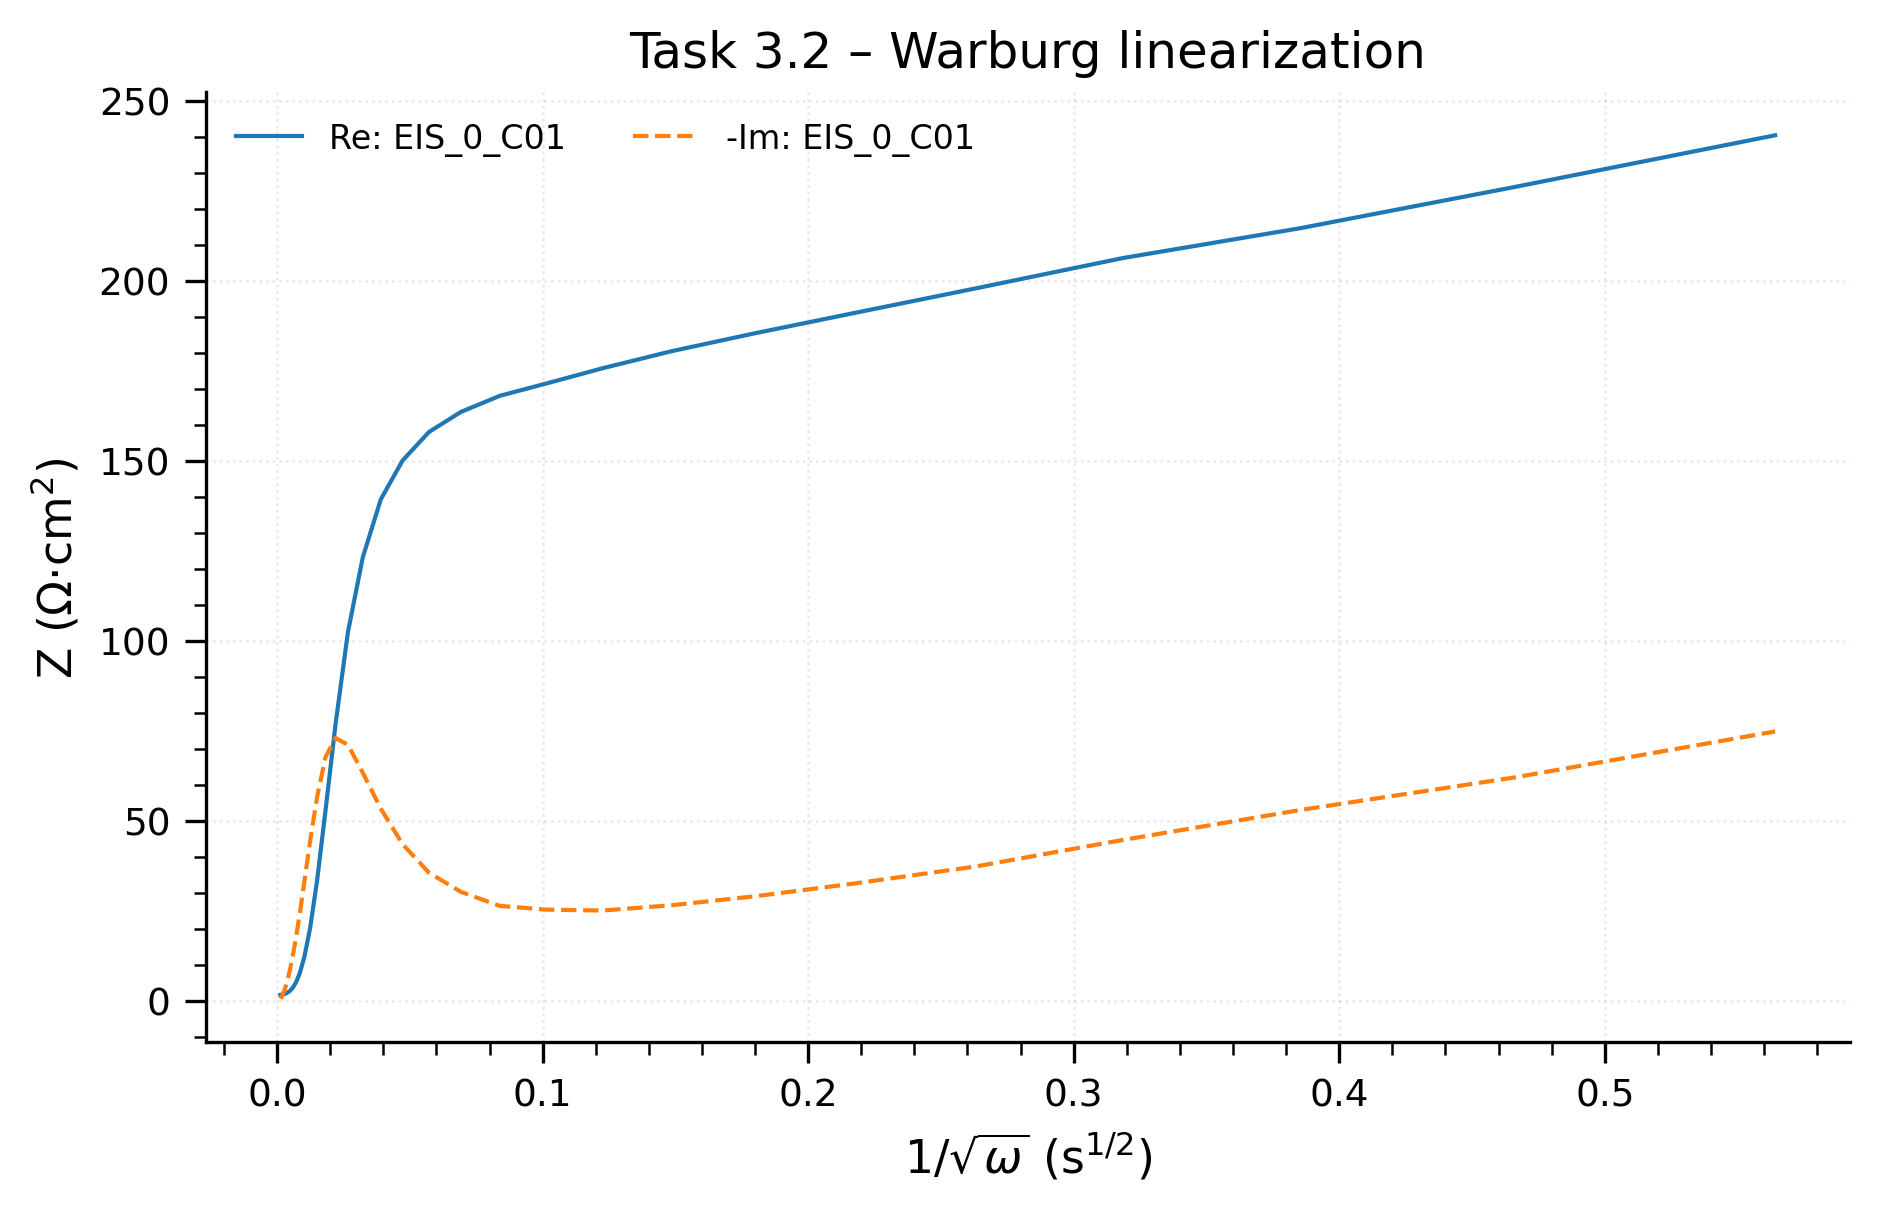 Task 3.2 – Warburg linearization
Re: EIS_0_C01
-Im: EIS_0_C01
Z (Ω·cm²)
250
200
150
100
50
0
0.0 0.1 0.2 0.3 0.4 0.5
1/√ω (s^{1/2})